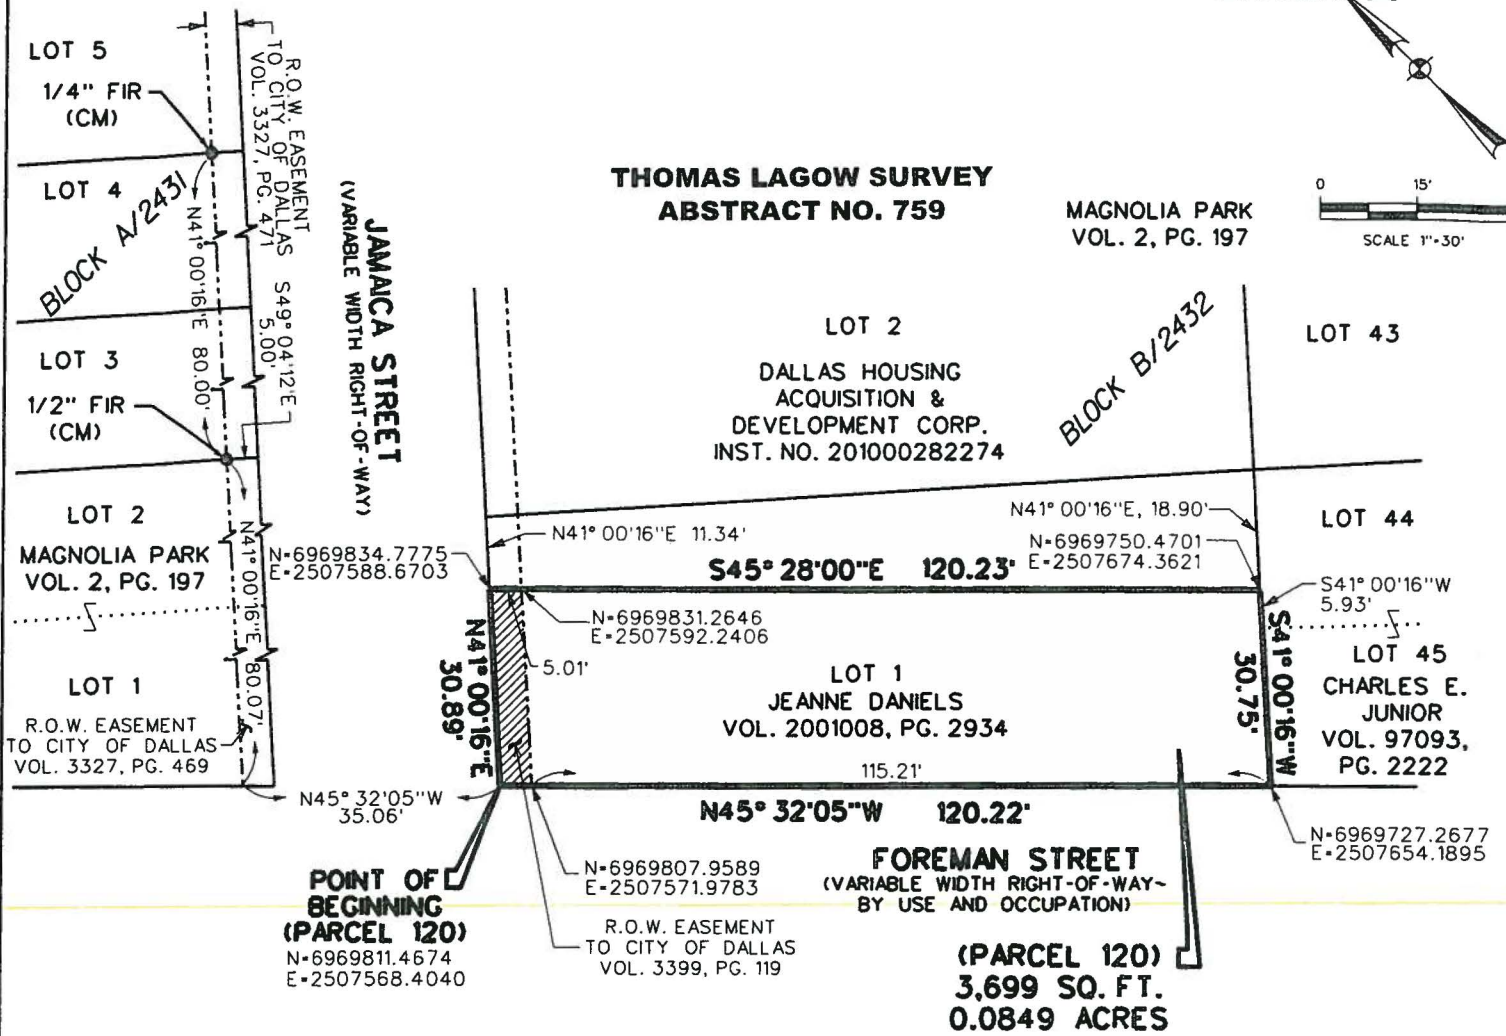 LOT 5
1/4" FIR
(CM)
R.O.W. EASEMENT
TO CITY OF DALLAS
VOL. 3327, PG. 471
LOT 4
BLOCK A/2431
N41°00'16"E 80.00'
S49°04'12"E
5.00'
LOT 3
1/2" FIR
(CM)
JAMAICA STREET
(VARIABLE WIDTH RIGHT-OF-WAY)
THOMAS LAGOW SURVEY
ABSTRACT NO. 759
MAGNOLIA PARK
VOL. 2, PG. 197
0 15'
SCALE 1"=30'
LOT 2
DALLAS HOUSING
ACQUISITION &
DEVELOPMENT CORP.
INST. NO. 201000282274
BLOCK B/2432
LOT 43
LOT 2
MAGNOLIA PARK
VOL. 2, PG. 197
N41°00'16"E 80.07'
LOT 1
R.O.W. EASEMENT
TO CITY OF DALLAS
VOL. 3327, PG. 469
N=6969834.7775
E=2507588.6703
N41°00'16"E 11.34'
N41°00'16"E, 18.90'
N=6969750.4701
E=2507674.3621
LOT 44
S45°28'00"E 120.23'
S41°00'16"W
5.93'
N=6969831.2646
E=2507592.2406
5.01'
N41°00'16"E
30.89'
LOT 1
JEANNE DANIELS
VOL. 2001008, PG. 2934
S41°00'16"W
30.75'
LOT 45
CHARLES E.
JUNIOR
VOL. 97093,
PG. 2222
115.21'
N45°32'05"W
35.06'
N45°32'05"W 120.22'
N=6969727.2677
E=2507654.1895
POINT OF
BEGINNING
(PARCEL 120)
N=6969811.4674
E=2507568.4040
N=6969807.9589
E=2507571.9783
R.O.W. EASEMENT
TO CITY OF DALLAS
VOL. 3399, PG. 119
FOREMAN STREET
(VARIABLE WIDTH RIGHT-OF-WAY~
BY USE AND OCCUPATION)
(PARCEL 120)
3,699 SQ. FT.
0.0849 ACRES